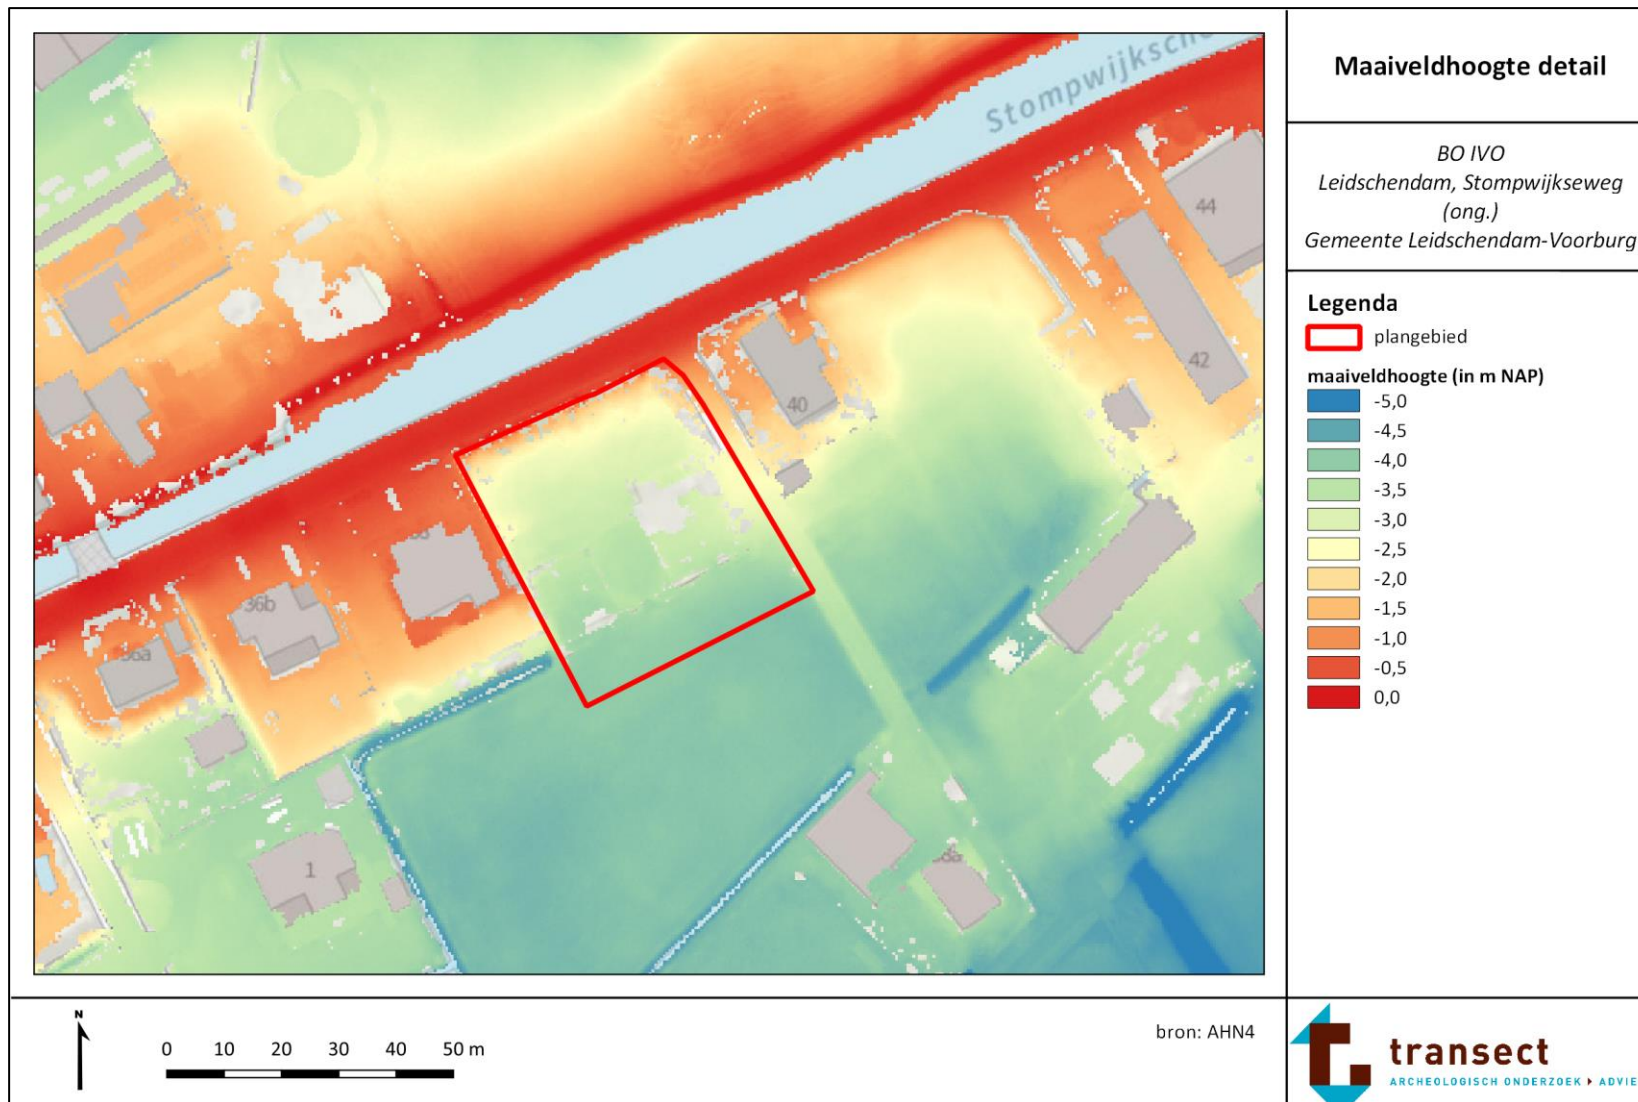 Maaiveldhoogte detail
BO IVO
Leidschendam, Stompwijkseweg
(ong.)
Gemeente Leidschendam-Voorburg
Legenda
plangebied
maaiveldhoogte (in m NAP)
-5,0
-4,5
-4,0
-3,5
-3,0
-2,5
-2,0
-1,5
-1,0
-0,5
0,0
Stompwijksche
44
42
40
36b
1
N
0 10 20 30 40 50 m
bron: AHN4
transect
ARCHEOLOGISCH ONDERZOEK ▸ ADVIE